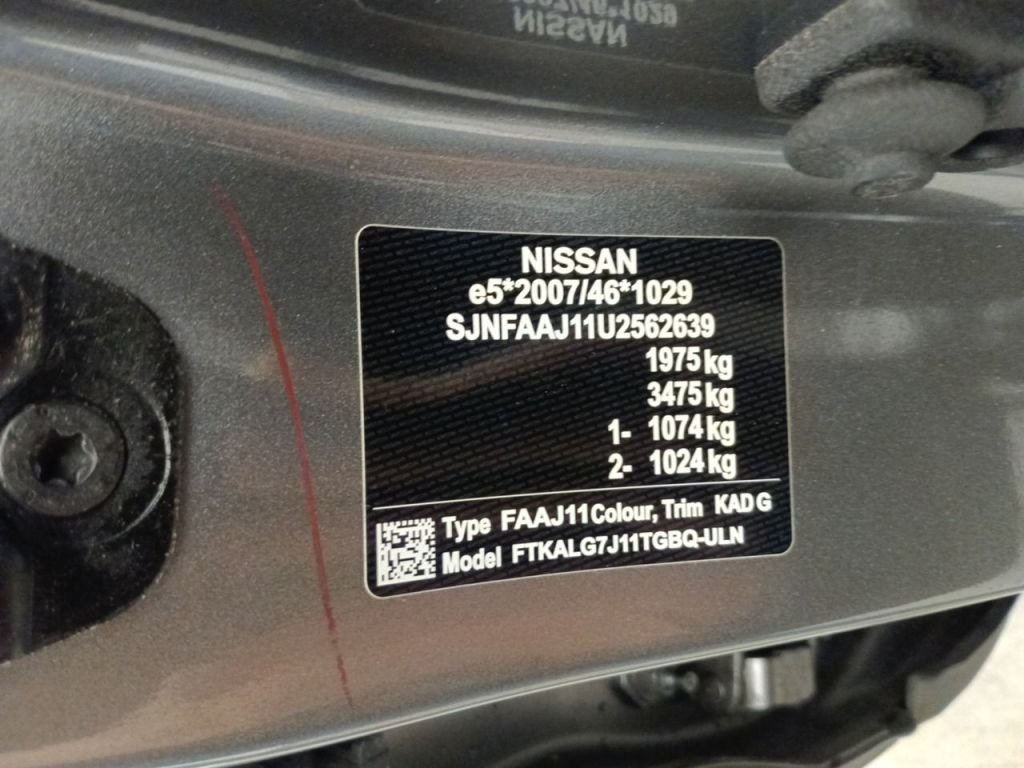 NISSAN
e5*2007/46*1029
SJNFAAJ11U2562639
1975 kg
3475 kg
1- 1074 kg
2- 1024 kg
Type FAAJ11 Colour, Trim KAD G
Model FTKALG7J11TGBQ-ULN